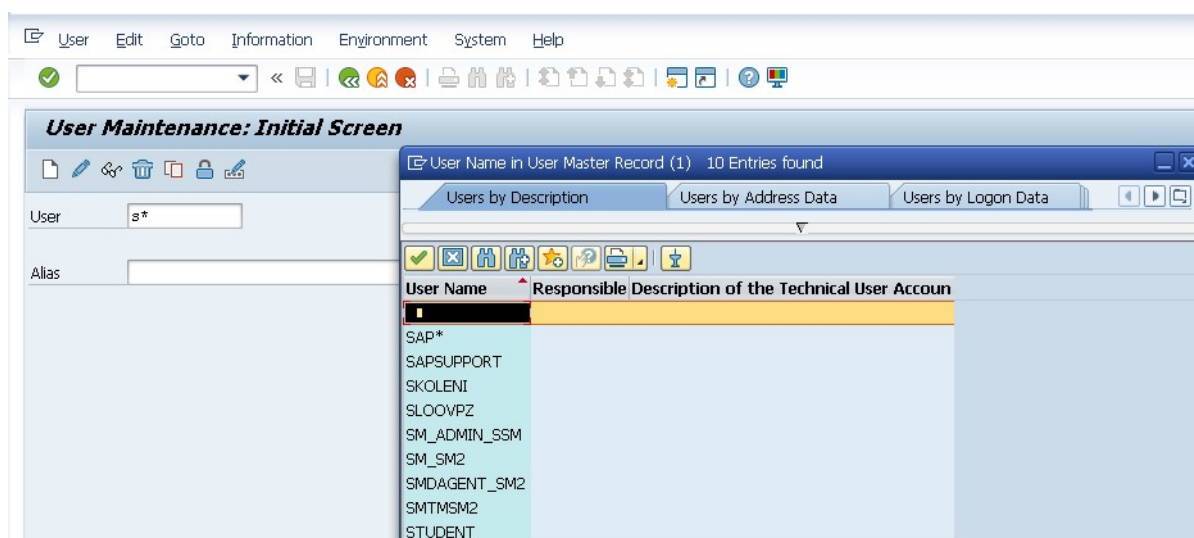 User Edit Goto Information Environment System Help
User Maintenance: Initial Screen
User Name in User Master Record (1) 10 Entries found
Users by Description Users by Address Data Users by Logon Data
User s*
Alias
User Name Responsible Description of the Technical User Accoun
SAP*
SAPSUPPORT
SKOLENI
SLOOVPZ
SM_ADMIN_SSM
SM_SM2
SMDAGENT_SM2
SMTMSM2
STUDENT